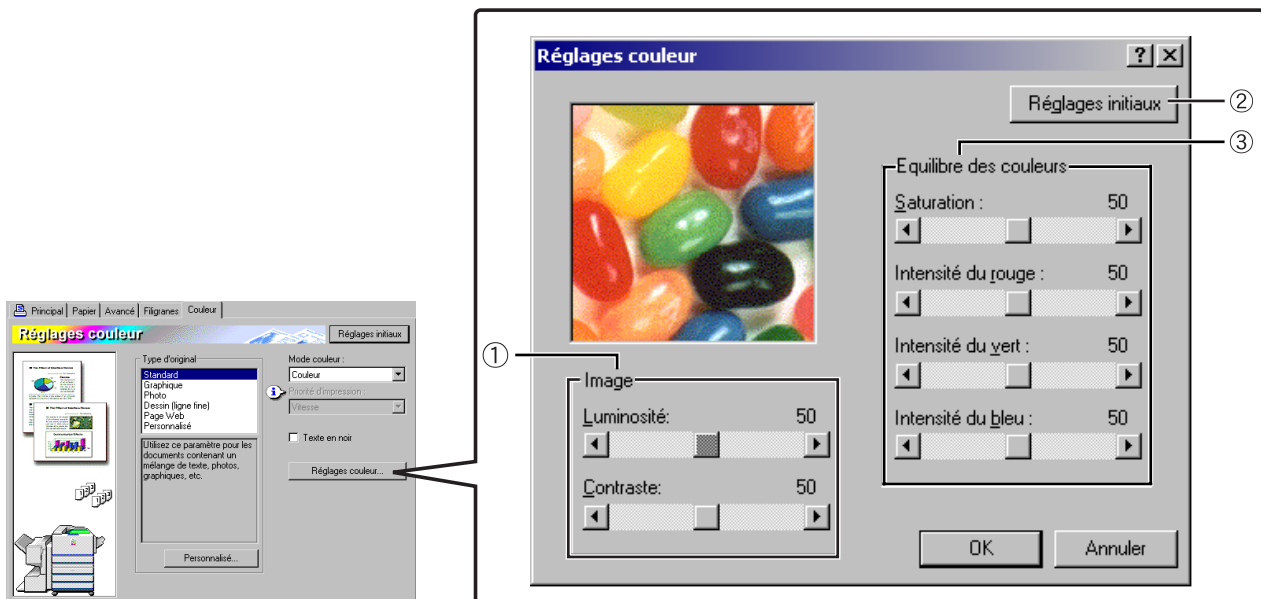 Principal Papier Avancé Filigranes Couleur
Réglages couleur
Réglages initiaux
Type d'original
Standard
Graphique
Photo
Dessin (ligne fine)
Page Web
Personnalisé
Utilisez ce paramètre pour les
documents contenant un
mélange de texte, photos,
graphiques, etc.
Personnalisé...
Mode couleur :
Couleur
Priorité d'impression :
Vitesse
Texte en noir
Réglages couleur...
Réglages couleur
Réglages initiaux
②
③
Equilibre des couleurs
Saturation : 50
Intensité du rouge : 50
Intensité du vert : 50
Intensité du bleu : 50
①
Image
Luminosité: 50
Contraste: 50
OK
Annuler